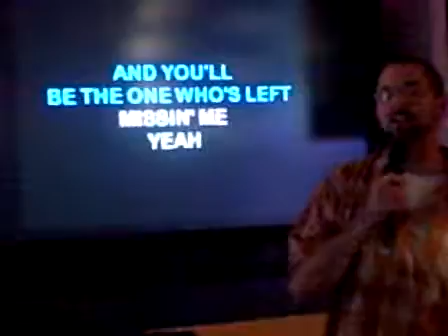 AND YOU'LL
BE THE ONE WHO'S LEFT
MISSIN' ME
YEAH